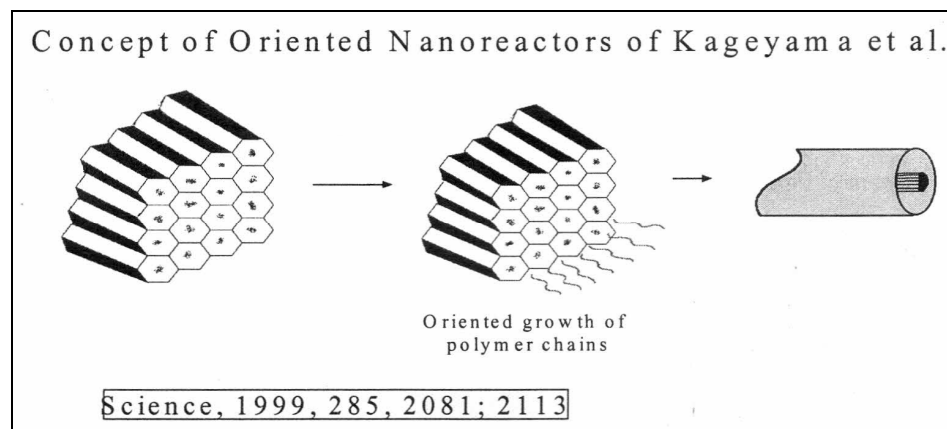 Concept of Oriented Nanoreactors of Kageyama et al.
Oriented growth of
polymer chains
Science, 1999, 285, 2081; 2113